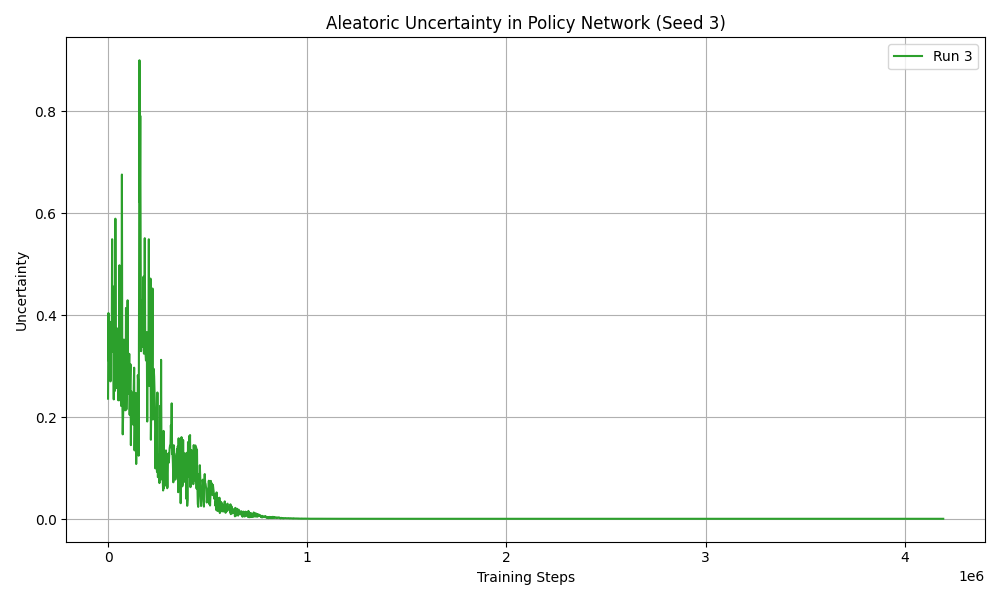 Aleatoric Uncertainty in Policy Network (Seed 3)
Run 3
Uncertainty
0.8
0.6
0.4
0.2
0.0
0
1
2
3
4
1e6
Training Steps